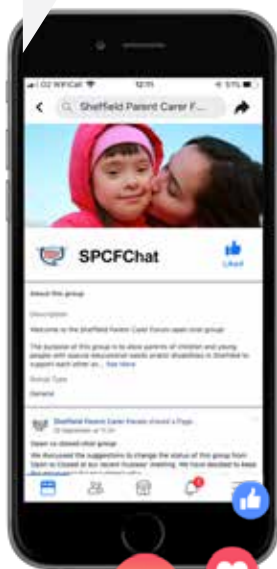 O2 WiFiCall 12:11 51%
Sheffield Parent Carer F...
SPCFChat
Liked
About this group
Description
Welcome to the Sheffield Parent Carer Forum open chat group!
The purpose of this group is to allow parents of children and young
people with special educational needs and/or disabilities in Sheffield to
support each other an... See More
Group Type
General
Sheffield Parent Carer Forum shared a Page.
Open vs closed chat group
We discussed the suggestions to change the status of this group from
Open to Closed at our recent meeting. We have decided to keep